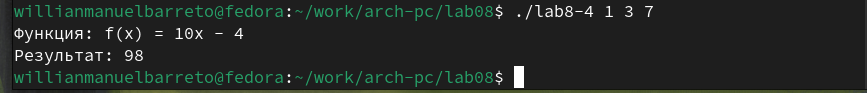 willianmanuelbarreto@fedora:~/work/arch-pc/lab08$ ./lab8-4 1 3 7
Функция: f(x) = 10x - 4
Результат: 98
willianmanuelbarreto@fedora:~/work/arch-pc/lab08$